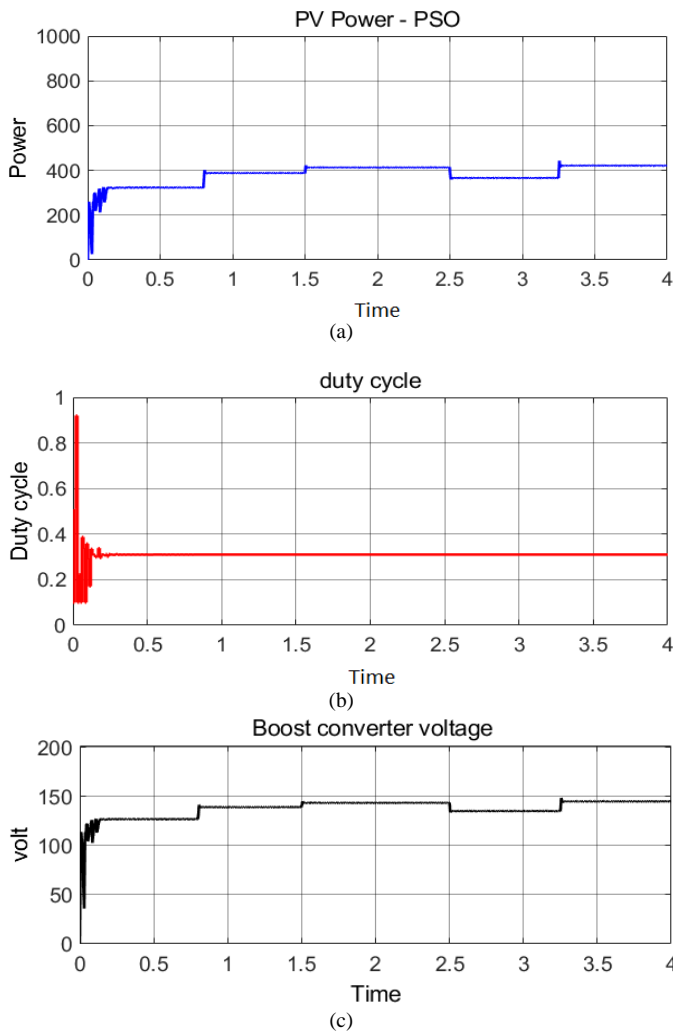 PV Power - PSO
1000
800
600
400
200
0
Power
0 0.5 1 1.5 2 2.5 3 3.5 4
Time
(a)
duty cycle
1
0.8
0.6
0.4
0.2
0
Duty cycle
0 0.5 1 1.5 2 2.5 3 3.5 4
Time
(b)
Boost converter voltage
200
150
100
50
0
volt
0 0.5 1 1.5 2 2.5 3 3.5 4
Time
(c)